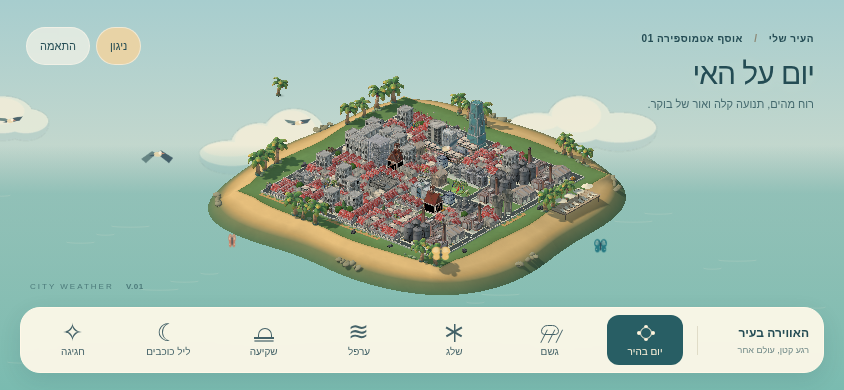 העיר שלי / אוסף אטמוספירה 01
יום על האי
רוח מהים, תנועה קלה ואור של בוקר.
ניגון
התאמה
CITY WEATHER V.01
האווירה בעיר
רגע קטן, עולם אחר
יום בהיר
גשם
שלג
ערפל
שקיעה
ליל כוכבים
חגיגה